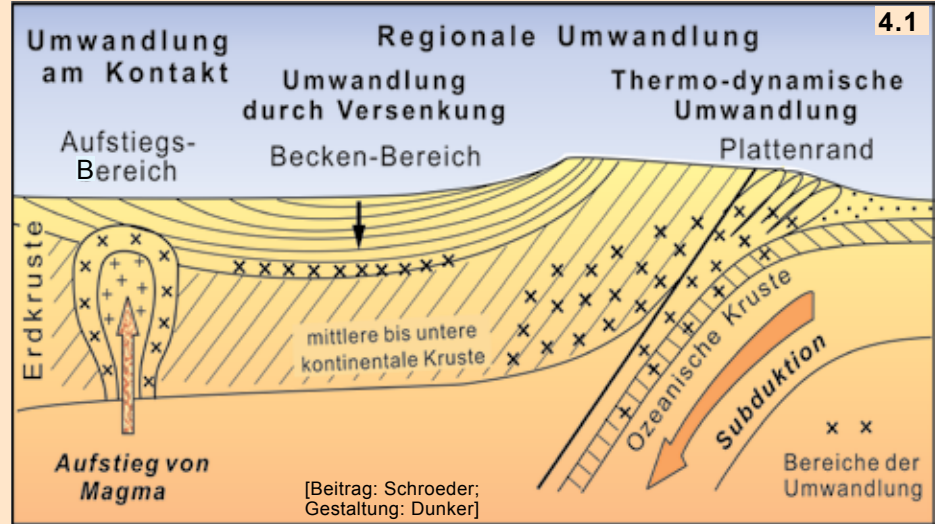 4.1
Umwandlung
am Kontakt
Aufstiegs-
Bereich
Regionale Umwandlung
Umwandlung
durch Versenkung
Becken-Bereich
Thermo-dynamische
Umwandlung
Plattenrand
Erdkruste
mittlere bis untere
kontinentale Kruste
Ozeanische Kruste
Subduktion
Aufstieg von
Magma
[Beitrag: Schroeder;
Gestaltung: Dunker]
x x
Bereiche der
Umwandlung